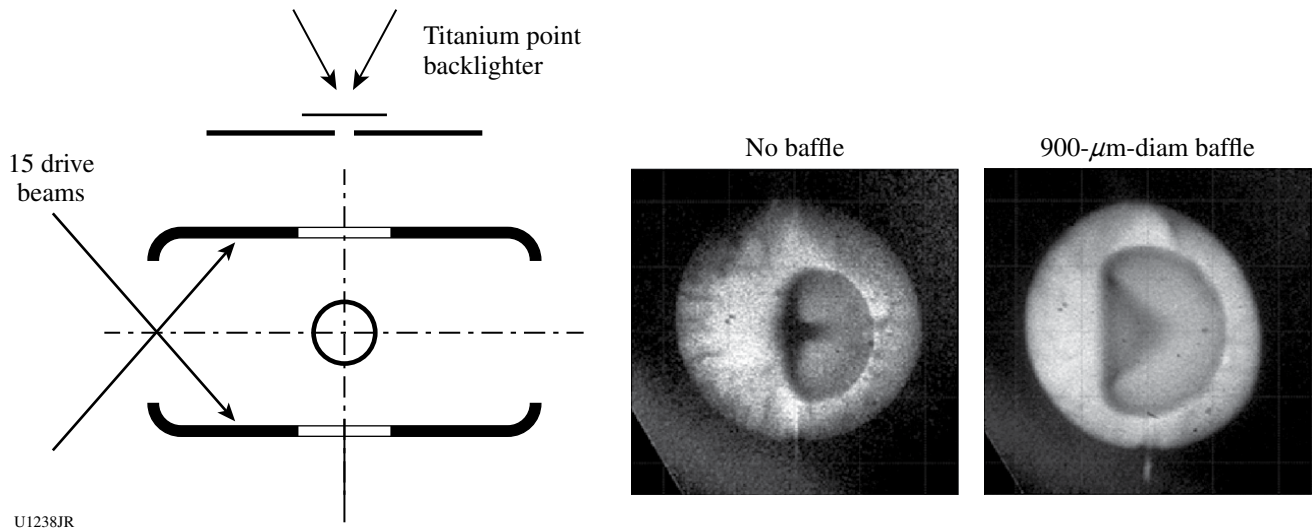 Titanium point
backlighter
15 drive
beams
No baffle
900-μm-diam baffle
U1238JR